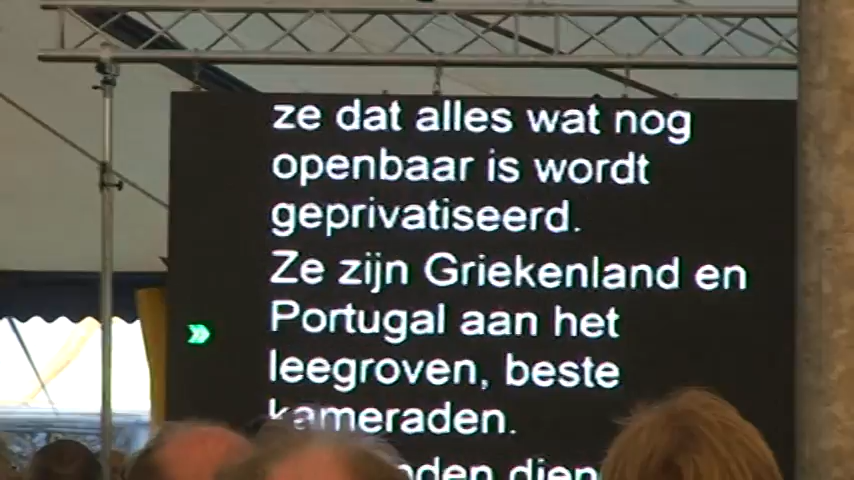 ze dat alles wat nog
openbaar is wordt
geprivatiseerd.
Ze zijn Griekenland en
Portugal aan het
leegroven, beste
kameraden.